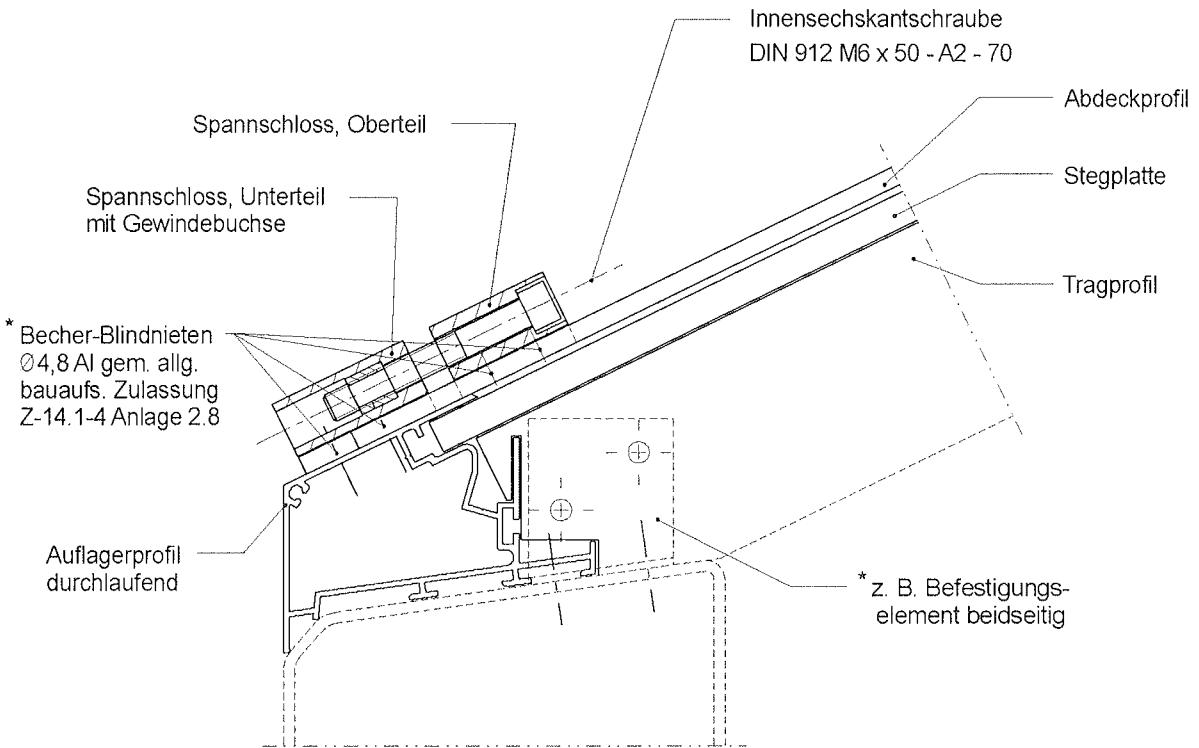 Innensechskantschraube
DIN 912 M6 x 50 - A2 - 70
Abdeckprofil
Spannschloss, Oberteil
Stegplatte
Spannschloss, Unterteil
mit Gewindebuchse
Tragprofil
* Becher-Blindnieten
Ø4,8 Al gem. allg.
bauaufs. Zulassung
Z-14.1-4 Anlage 2.8
Auflagerprofil
durchlaufend
* z. B. Befestigungs-
element beidseitig